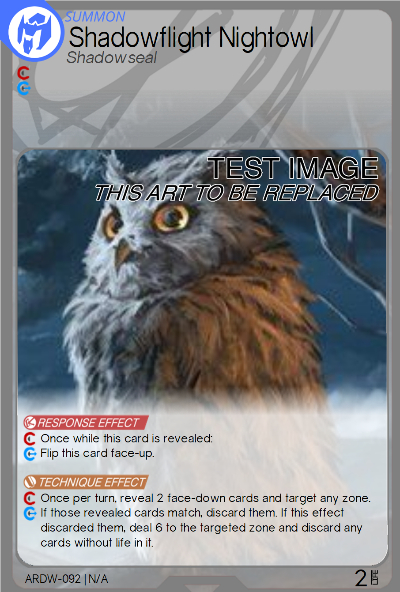 SUMMON
Shadowflight Nightowl
Shadowseal
TEST IMAGE
THIS ART TO BE REPLACED
RESPONSE EFFECT
Once while this card is revealed:
Flip this card face-up.
TECHNIQUE EFFECT
Once per turn, reveal 2 face-down cards and target any zone.
If those revealed cards match, discard them. If this effect
discarded them, deal 6 to the targeted zone and discard any
cards without life in it.
ARDW-092 | N/A
2 LIFE